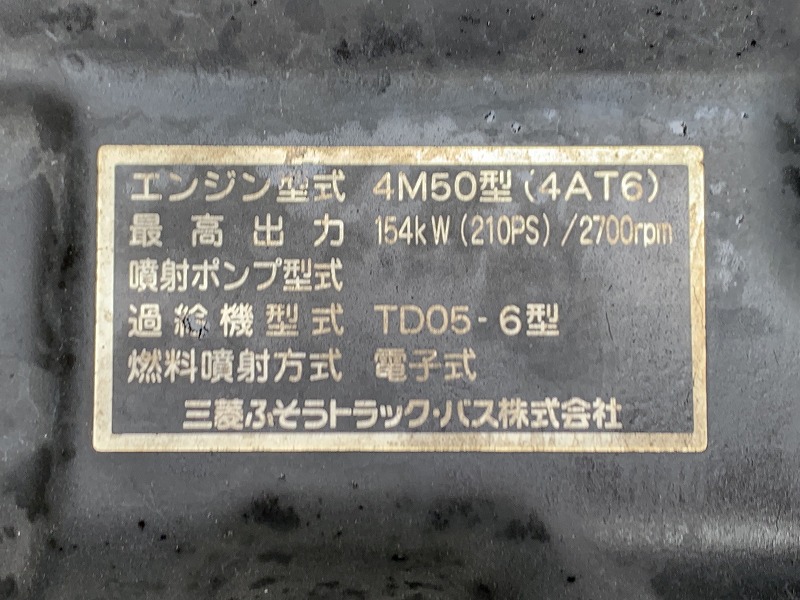 エンジン型式 4M50型(4AT6)
最高出力 154kW(210PS)/2700rpm
噴射ポンプ型式
過給機型式 TD05-6型
燃料噴射方式 電子式
三菱ふそうトラック・バス株式会社